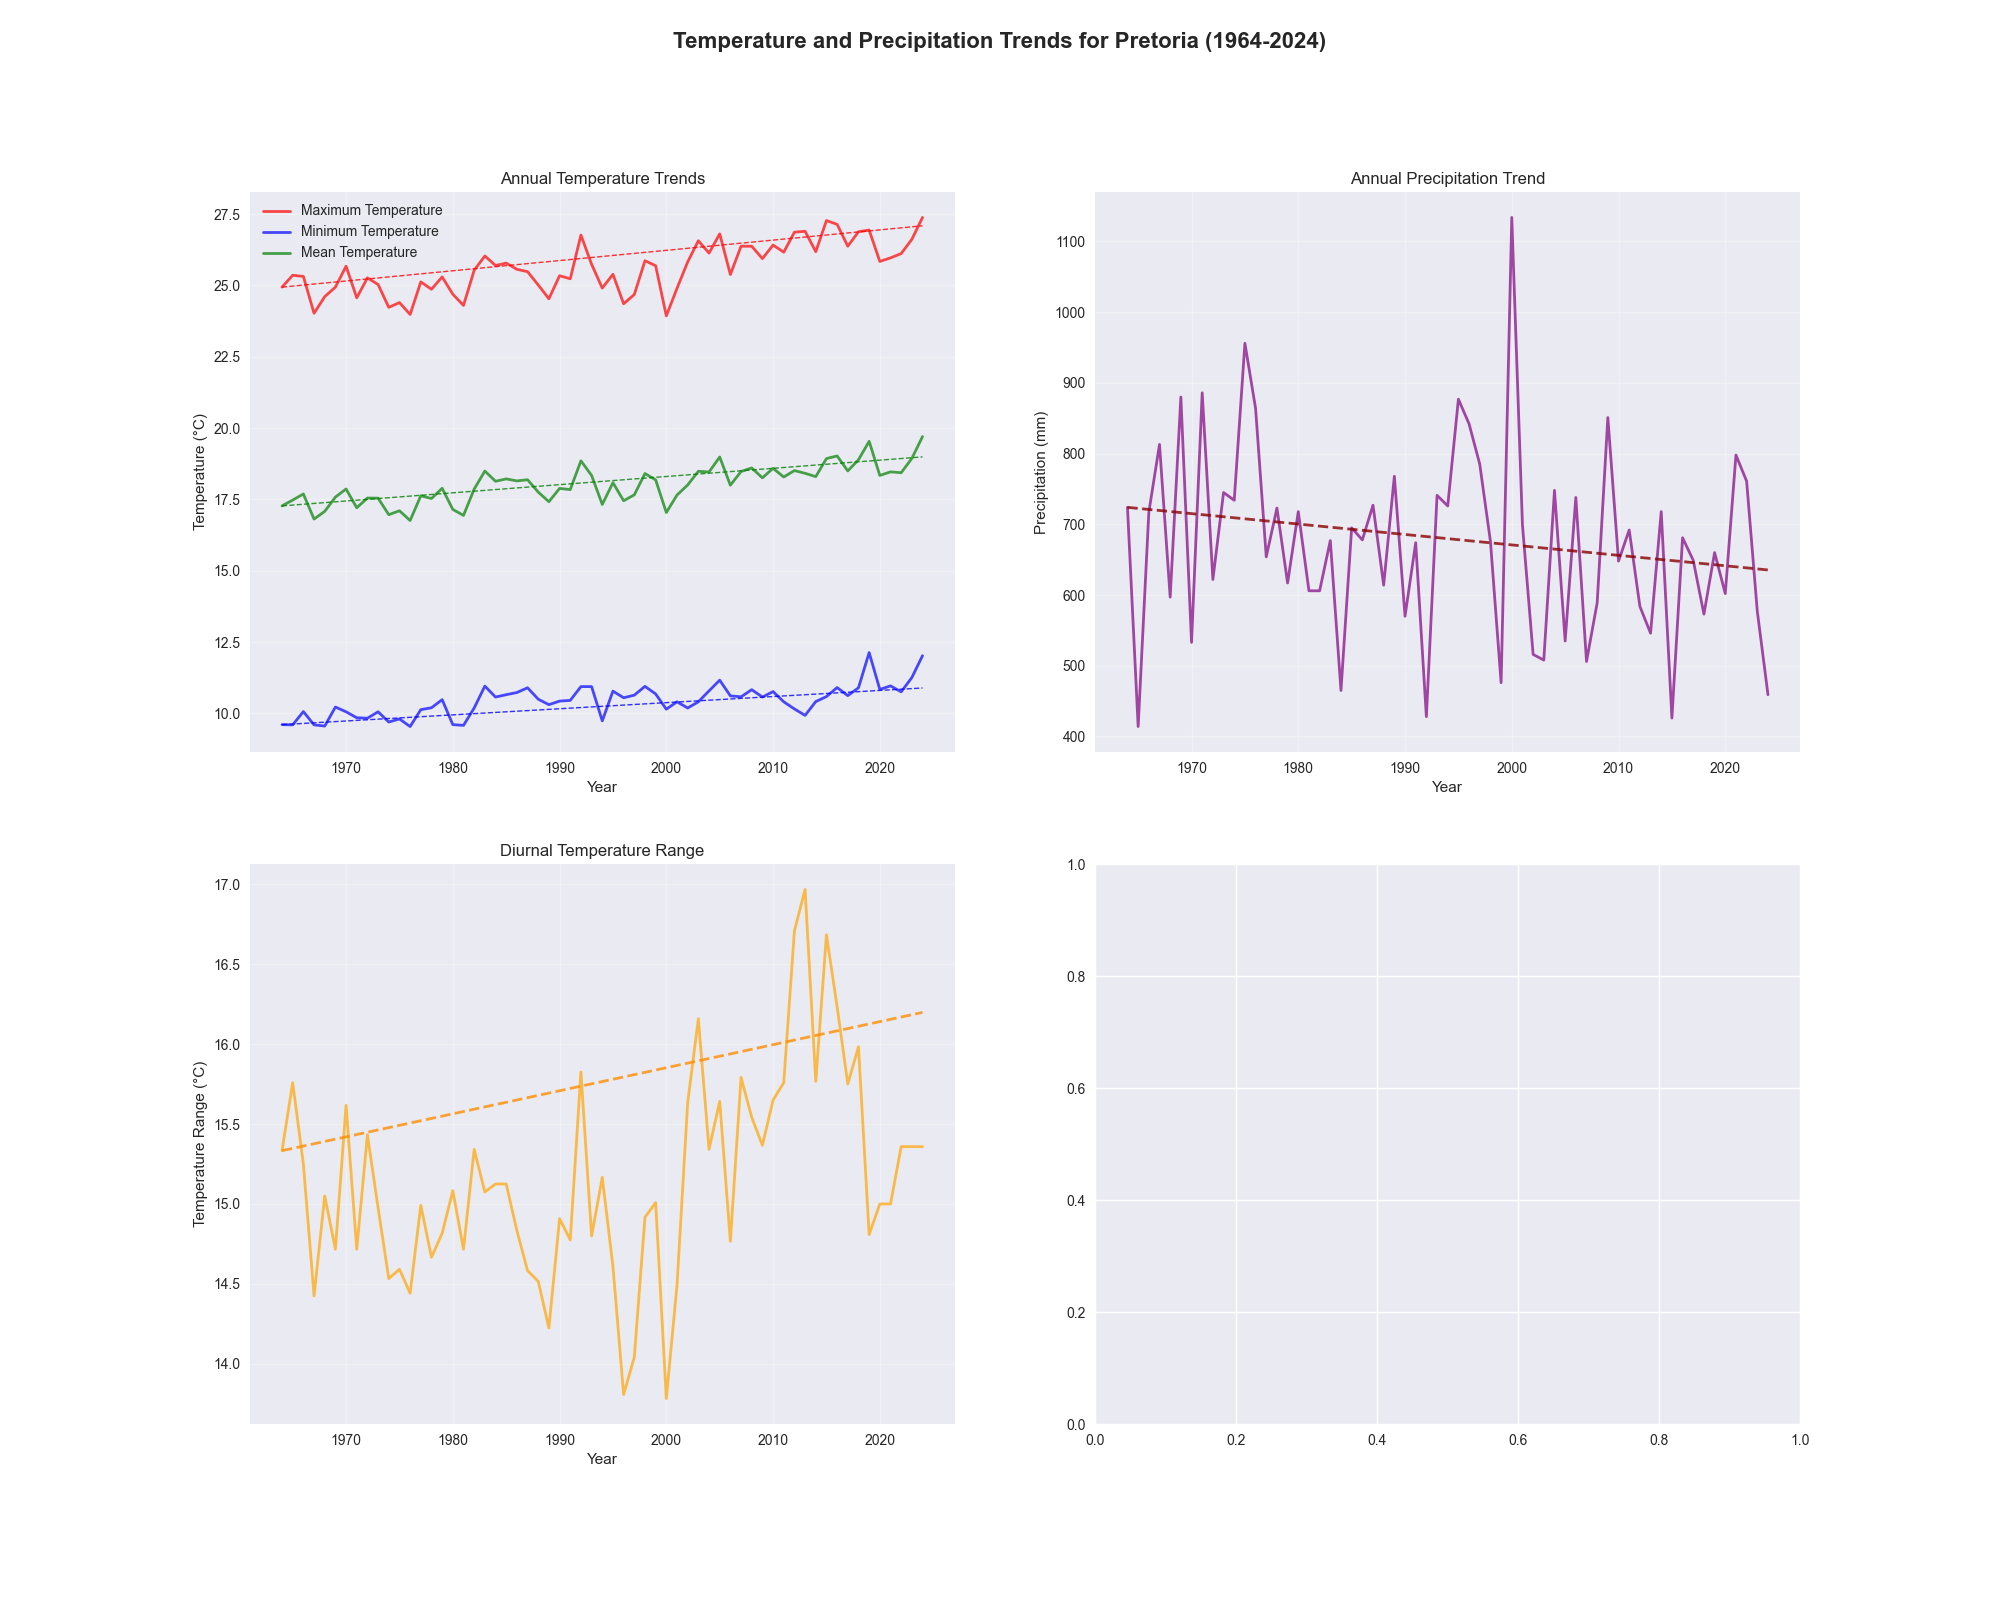 Temperature and Precipitation Trends for Pretoria (1964-2024)
Annual Temperature Trends
27.5
25.0
22.5
20.0
17.5
15.0
12.5
10.0
Temperature (°C)
Maximum Temperature
Minimum Temperature
Mean Temperature
1970 1980 1990 2000 2010 2020
Year
Annual Precipitation Trend
1100
1000
900
800
700
600
500
400
Precipitation (mm)
1970 1980 1990 2000 2010 2020
Year
Diurnal Temperature Range
17.0
16.5
16.0
15.5
15.0
14.5
14.0
Temperature Range (°C)
1970 1980 1990 2000 2010 2020
Year
1.0
0.8
0.6
0.4
0.2
0.0
0.0 0.2 0.4 0.6 0.8 1.0